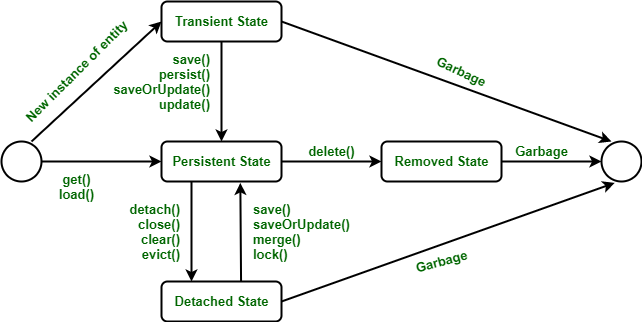 Transient State
New instance of entity
save()
persist()
saveOrUpdate()
update()
Garbage
Persistent State
delete()
Removed State
Garbage
get()
load()
detach()
close()
clear()
evict()
save()
saveOrUpdate()
merge()
lock()
Garbage
Detached State